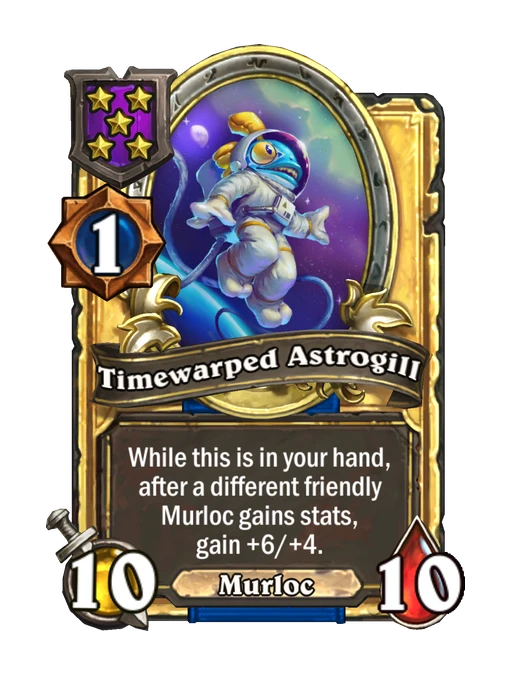 1
Timewarped Astrogill
While this is in your hand,
after a different friendly
Murloc gains stats,
gain +6/+4.
Murloc
10
10